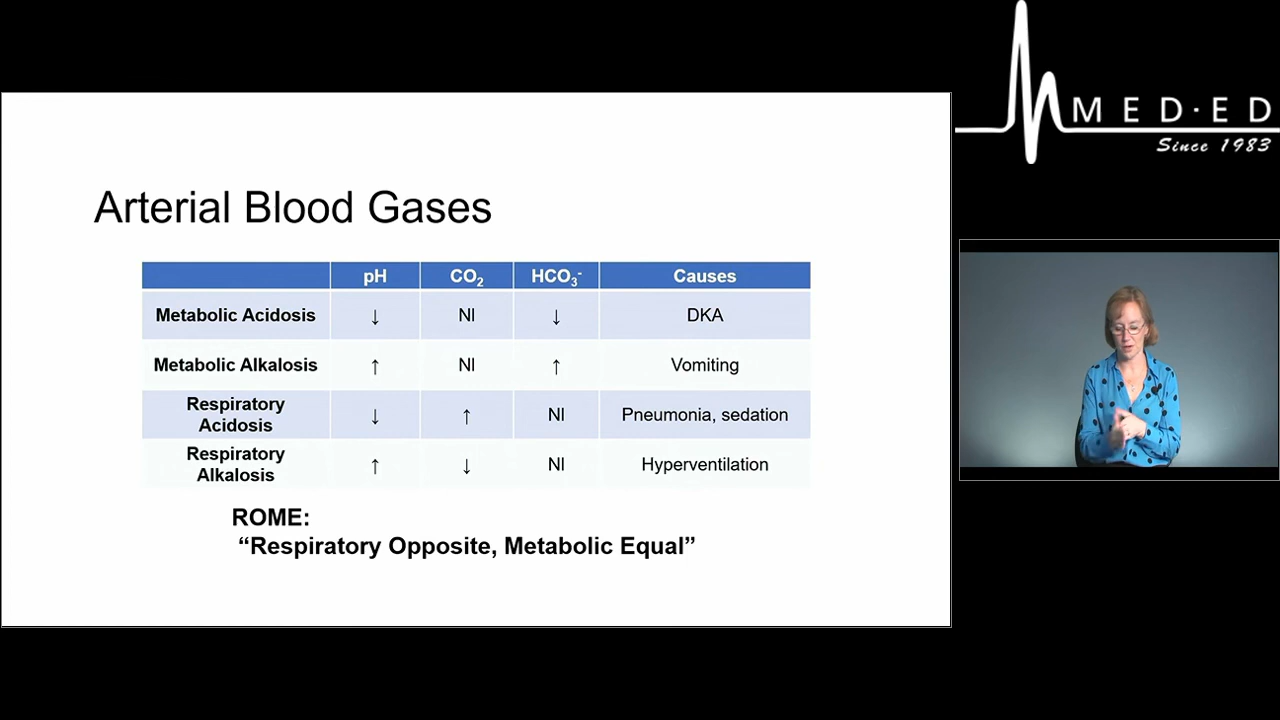 MED·ED
Since 1983
Arterial Blood Gases
pH CO₂ HCO₃⁻ Causes
Metabolic Acidosis ↓ Nl ↓ DKA
Metabolic Alkalosis ↑ Nl ↑ Vomiting
Respiratory
Acidosis ↓ ↑ Nl Pneumonia, sedation
Respiratory
Alkalosis ↑ ↓ Nl Hyperventilation
ROME:
“Respiratory Opposite, Metabolic Equal”